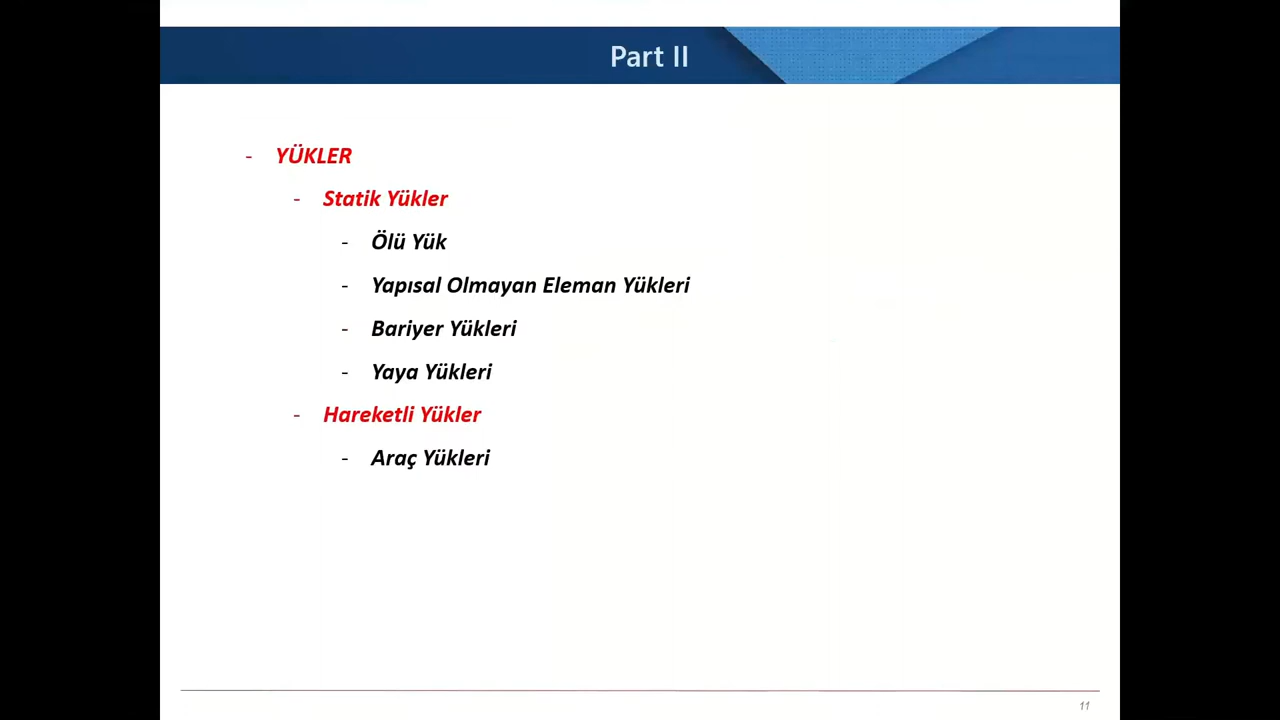 Part II
- YÜKLER
- Statik Yükler
- Ölü Yük
- Yapısal Olmayan Eleman Yükleri
- Bariyer Yükleri
- Yaya Yükleri
- Hareketli Yükler
- Araç Yükleri
11